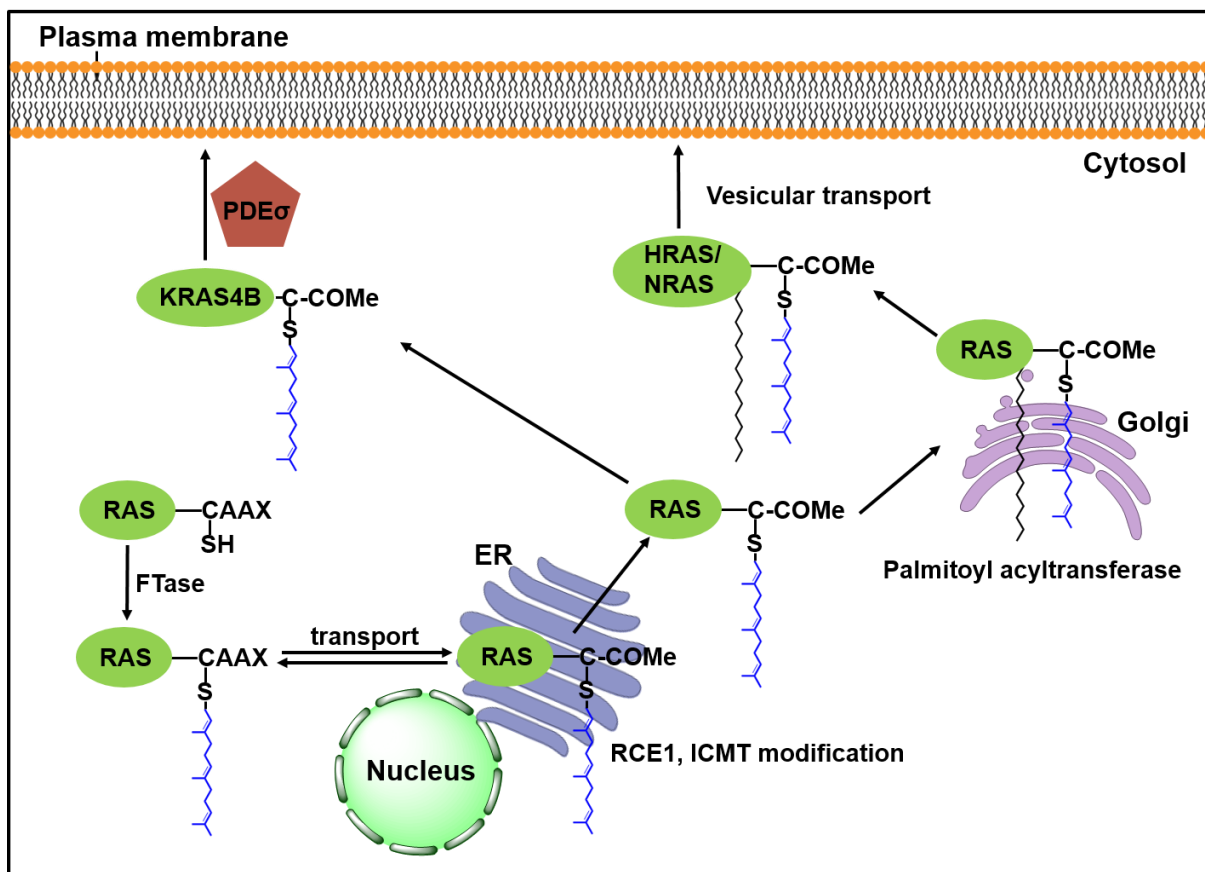 Plasma membrane
Cytosol
PDEσ
Vesicular transport
KRAS4B
C-COMe
S
HRAS/
NRAS
C-COMe
S
RAS
C-COMe
S
Golgi
Palmitoyl acyltransferase
RAS
CAAX
SH
FTase
RAS
C-COMe
S
ER
RAS
CAAX
S
transport
RAS
C-COMe
S
RCE1, ICMT modification
Nucleus